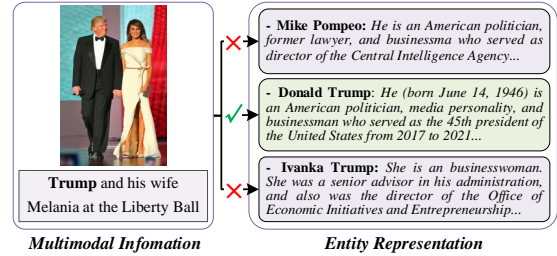 Trump and his wife
Melania at the Liberty Ball
Multimodal Infomation
- Mike Pompeo: He is an American politician,
former lawyer, and businessma who served as
director of the Central Intelligence Agency...
- Donald Trump: He (born June 14, 1946) is
an American politician, media personality, and
businessman who served as the 45th president of
the United States from 2017 to 2021...
- Ivanka Trump: She is an businesswoman.
She was a senior advisor in his administration,
and also was the director of the Office of
Economic Initiatives and Entrepreneurship...
Entity Representation